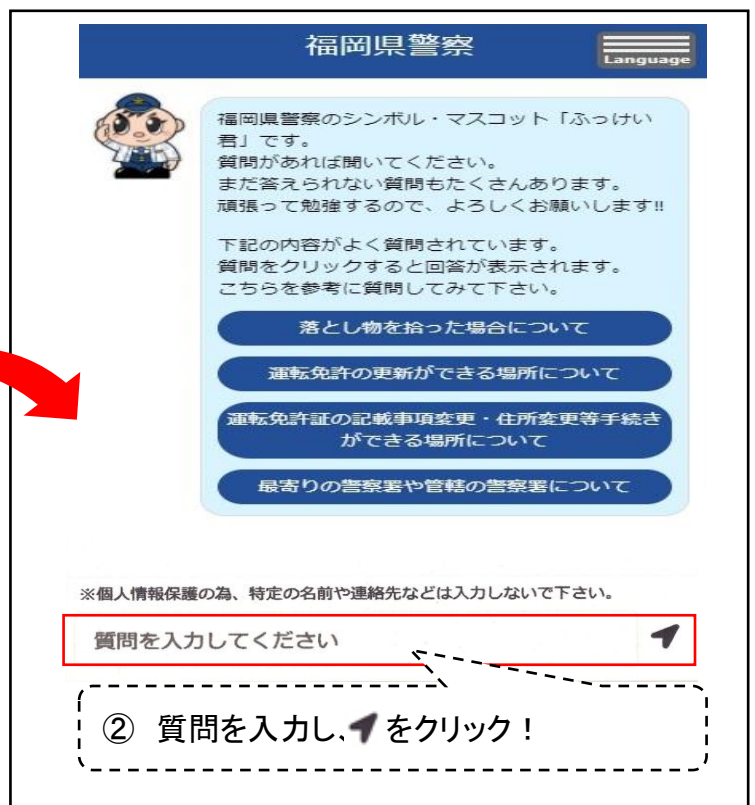 福岡県警察
Language
福岡県警察のシンボル・マスコット「ふっけい
君」です。
質問があれば聞いてください。
まだ答えられない質問もたくさんあります。
頑張って勉強するので、よろしくお願いします!!
下記の内容がよく質問されています。
質問をクリックすると回答が表示されます。
こちらを参考に質問してみて下さい。
落とし物を拾った場合について
運転免許の更新ができる場所について
運転免許証の記載事項変更・住所変更等手続き
ができる場所について
最寄りの警察署や管轄の警察署について
※個人情報保護の為、特定の名前や連絡先などは入力しないで下さい。
質問を入力してください
② 質問を入力し、をクリック！